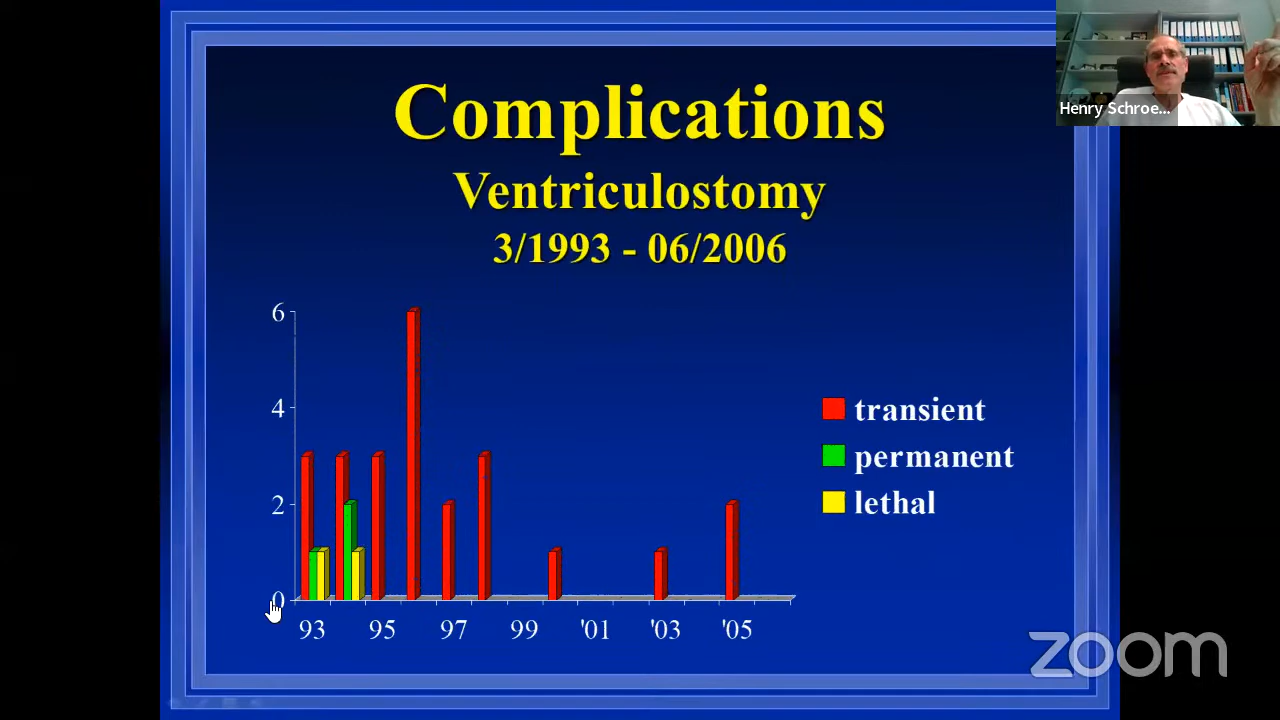 Complications
Ventriculostomy
3/1993 - 06/2006
Henry Schroe...
6
4
2
0
93 95 97 99 '01 '03 '05
transient
permanent
lethal
zoom